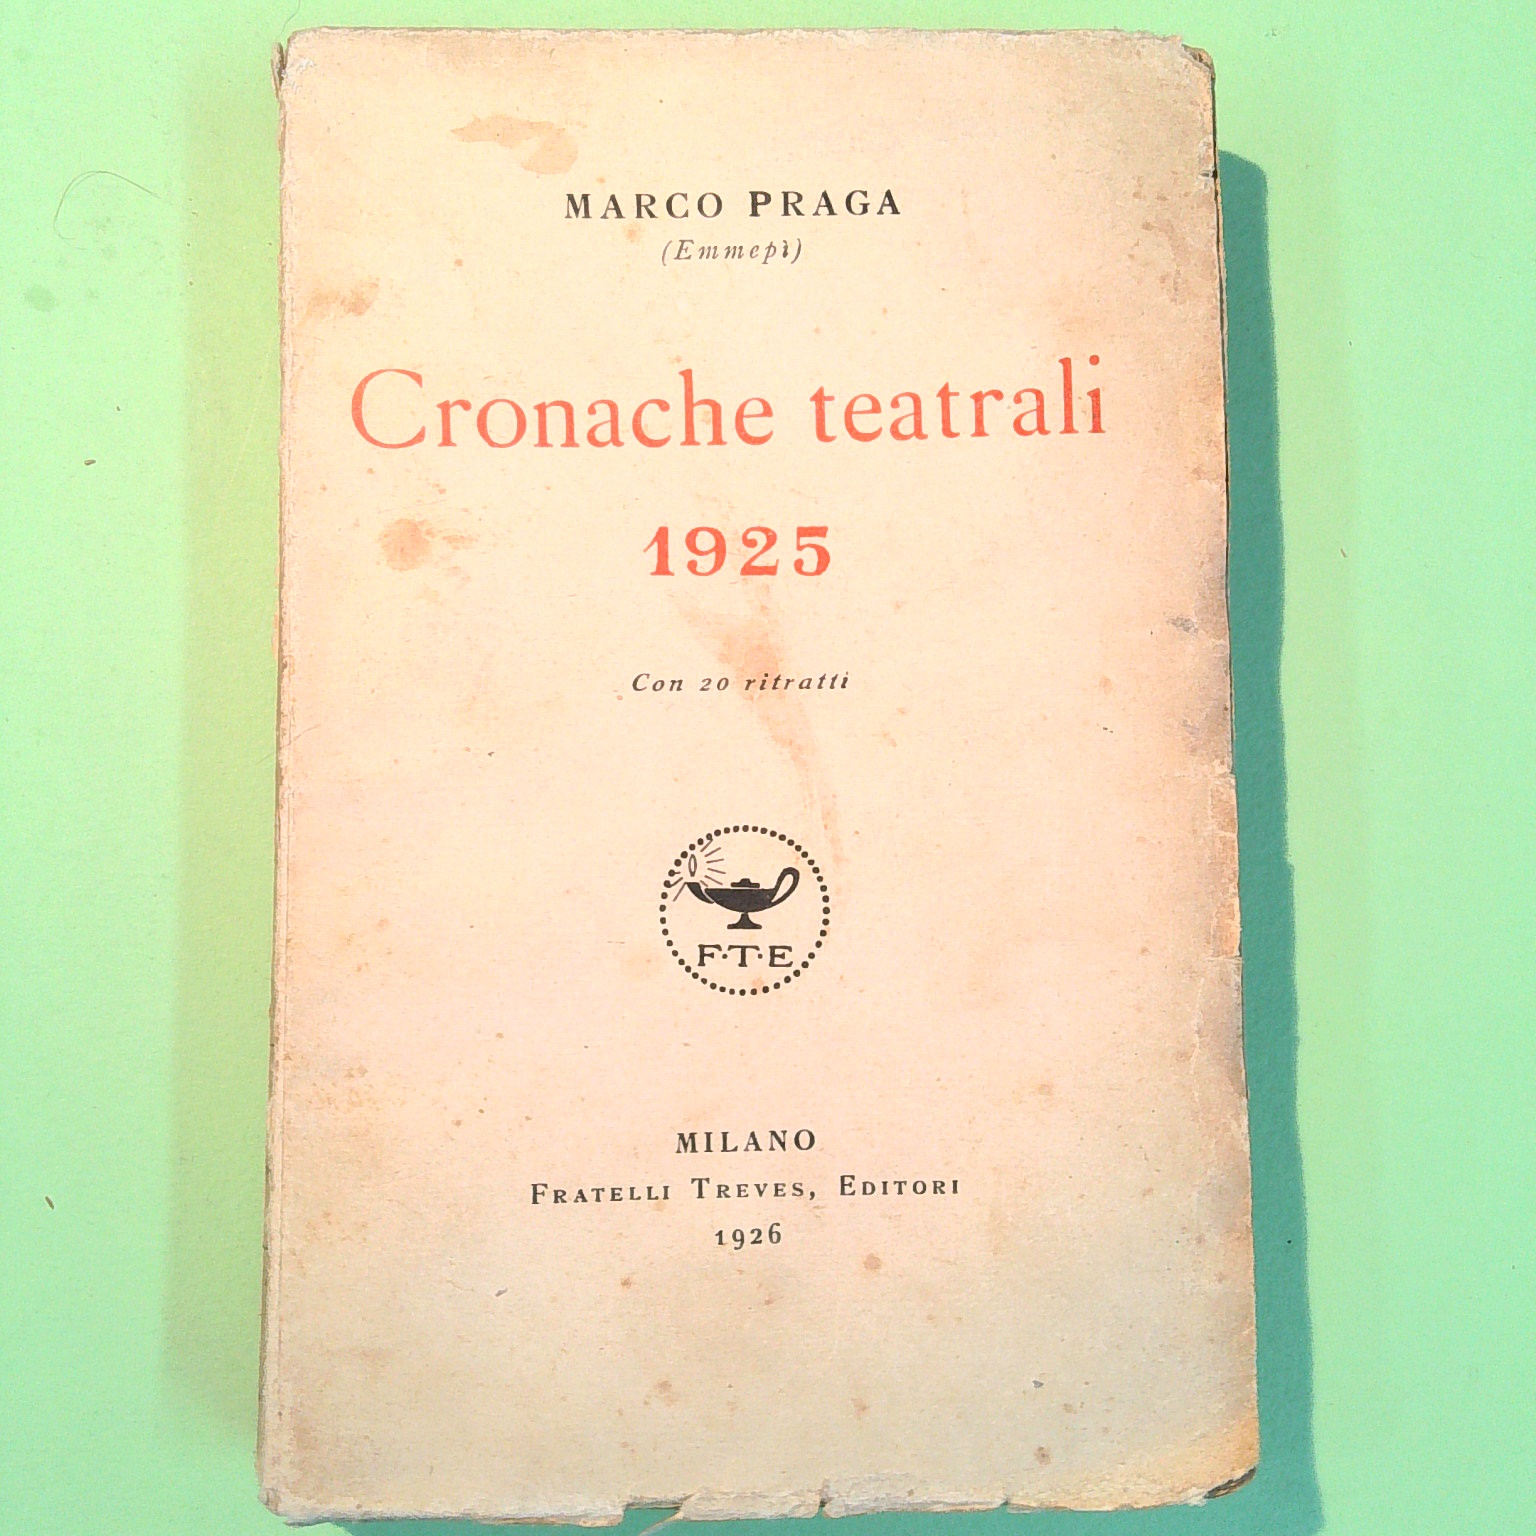 MARCO PRAGA
(Emmepì)
Cronache teatrali
1925
Con 20 ritratti
F·T·E
MILANO
FRATELLI TREVES, EDITORI
1926